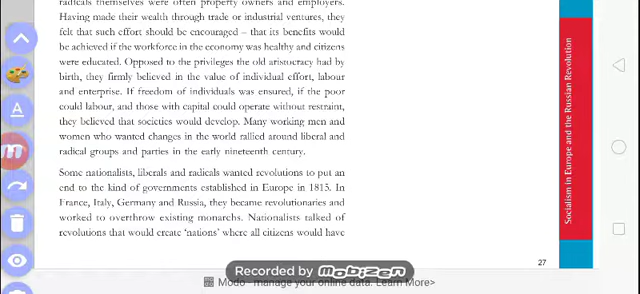 radicals themselves were often property owners and employers.
Having made their wealth through trade or industrial ventures, they
felt that such effort should be encouraged – that its benefits would
be achieved if the workforce in the economy was healthy and citizens
were educated. Opposed to the privileges the old aristocracy had by
birth, they firmly believed in the value of individual effort, labour
and enterprise. If freedom of individuals was ensured, if the poor
could labour, and those with capital could operate without restraint,
they believed that societies would develop. Many working men and
women who wanted changes in the world rallied around liberal and
radical groups and parties in the early nineteenth century.
Some nationalists, liberals and radicals wanted revolutions to put an
end to the kind of governments established in Europe in 1815. In
France, Italy, Germany and Russia, they became revolutionaries and
worked to overthrow existing monarchs. Nationalists talked of
revolutions that would create ‘nations’ where all citizens would have
Socialism in Europe and the Russian Revolution
27
A
m
Recorded by MOBIZEN
Modo - manage your online data. Learn More>